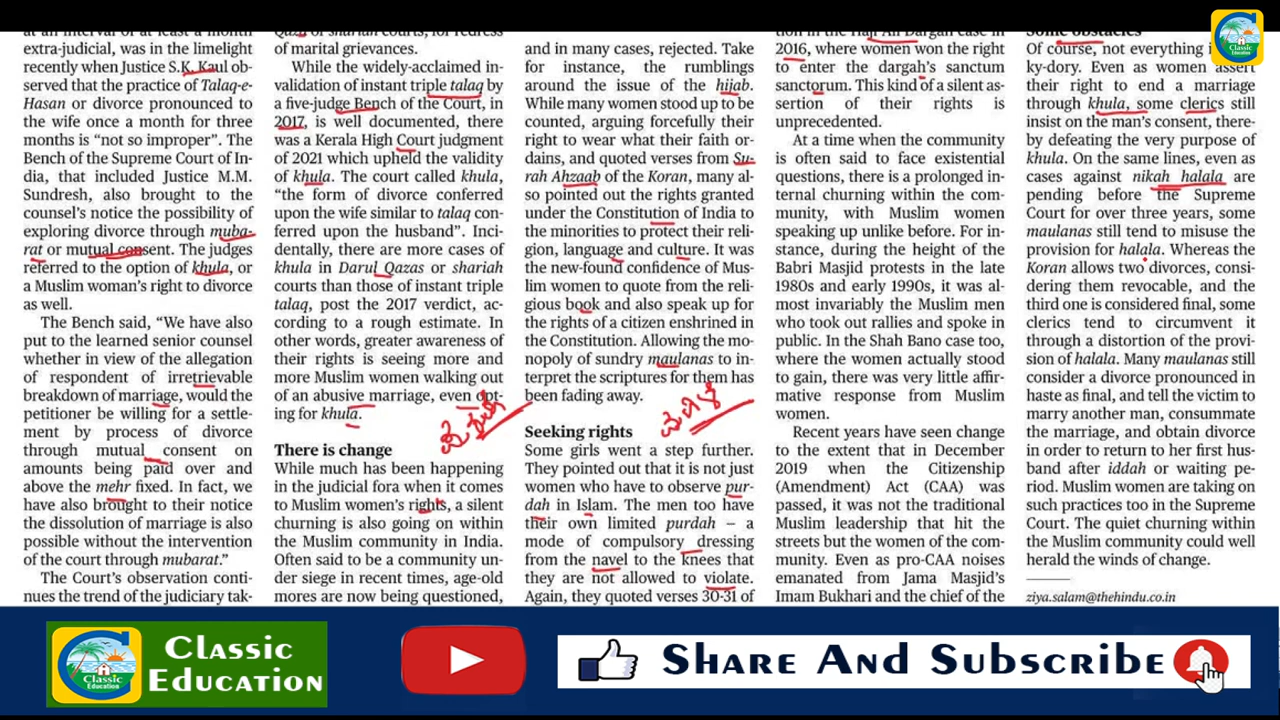 at an interval of at least a month
extra-judicial, was in the limelight
recently when Justice S.K. Kaul ob-
served that the practice of Talaq-e-
Hasan or divorce pronounced to
the wife once a month for three
months is “not so improper”. The
Bench of the Supreme Court of In-
dia, that included Justice M.M.
Sundresh, also brought to the
counsel’s notice the possibility of
exploring divorce through muba-
rat or mutual consent. The judges
referred to the option of khula, or
a Muslim woman’s right to divorce
as well.
The Bench said, “We have also
put to the learned senior counsel
whether in view of the allegation
of respondent of irretrievable
breakdown of marriage, would the
petitioner be willing for a settle-
ment by process of divorce
through mutual consent on
amounts being paid over and
above the mehr fixed. In fact, we
have also brought to their notice
the dissolution of marriage is also
possible without the intervention
of the court through mubarat.”
The Court’s observation conti-
nues the trend of the judiciary tak-
Qazas or shariah courts, for redress
of marital grievances.
While the widely-acclaimed in-
validation of instant triple talaq by
a five-judge Bench of the Court, in
2017, is well documented, there
was a Kerala High Court judgment
of 2021 which upheld the validity
of khula. The court called khula,
“the form of divorce conferred
upon the wife similar to talaq con-
ferred upon the husband”. Inci-
dentally, there are more cases of
khula in Darul Qazas or shariah
courts than those of instant triple
talaq, post the 2017 verdict, ac-
cording to a rough estimate. In
other words, greater awareness of
their rights is seeing more and
more Muslim women walking out
of an abusive marriage, even opt-
ing for khula.
There is change
While much has been happening
in the judicial fora when it comes
to Muslim women’s rights, a silent
churning is also going on within
the Muslim community in India.
Often said to be a community un-
der siege in recent times, age-old
mores are now being questioned,
and in many cases, rejected. Take
for instance, the rumblings
around the issue of the hijab.
While many women stood up to be
counted, arguing forcefully their
right to wear what their faith or-
dains, and quoted verses from Su-
rah Ahzaab of the Koran, many al-
so pointed out the rights granted
under the Constitution of India to
the minorities to protect their reli-
gion, language and culture. It was
the new-found confidence of Mus-
lim women to quote from the reli-
gious book and also speak up for
the rights of a citizen enshrined in
the Constitution. Allowing the mo-
nopoly of sundry maulanas to in-
terpret the scriptures for them has
been fading away.
Seeking rights
Some girls went a step further.
They pointed out that it is not just
women who have to observe pur-
dah in Islam. The men too have
their own limited purdah – a
mode of compulsory dressing
from the navel to the knees that
they are not allowed to violate.
Again, they quoted verses 30-31 of
tion in the Haji Ali Dargah case in
2016, where women won the right
to enter the dargah’s sanctum
sanctorum. This kind of a silent as-
sertion of their rights is
unprecedented.
At a time when the community
is often said to face existential
questions, there is a prolonged in-
ternal churning within the com-
munity, with Muslim women
speaking up unlike before. For in-
stance, during the height of the
Babri Masjid protests in the late
1980s and early 1990s, it was al-
most invariably the Muslim men
who took out rallies and spoke in
public. In the Shah Bano case too,
where the women actually stood
to gain, there was very little affir-
mative response from Muslim
women.
Recent years have seen change
to the extent that in December
2019 when the Citizenship
(Amendment) Act (CAA) was
passed, it was not the traditional
Muslim leadership that hit the
streets but the women of the com-
munity. Even as pro-CAA noises
emanated from Jama Masjid’s
Imam Bukhari and the chief of the
Some obstacles
Of course, not everything i
ky-dory. Even as women assert
their right to end a marriage
through khula, some clerics still
insist on the man’s consent, there-
by defeating the very purpose of
khula. On the same lines, even as
cases against nikah halala are
pending before the Supreme
Court for over three years, some
maulanas still tend to misuse the
provision for halala. Whereas the
Koran allows two divorces, consi-
dering them revocable, and the
third one is considered final, some
clerics tend to circumvent it
through a distortion of the provi-
sion of halala. Many maulanas still
consider a divorce pronounced in
haste as final, and tell the victim to
marry another man, consummate
the marriage, and obtain divorce
in order to return to her first hus-
band after iddah or waiting pe-
riod. Muslim women are taking on
such practices too in the Supreme
Court. The quiet churning within
the Muslim community could well
herald the winds of change.
ziya.salam@thehindu.co.in
Classic
Education
Classic
Education
Classic
Education
Share And Subscribe